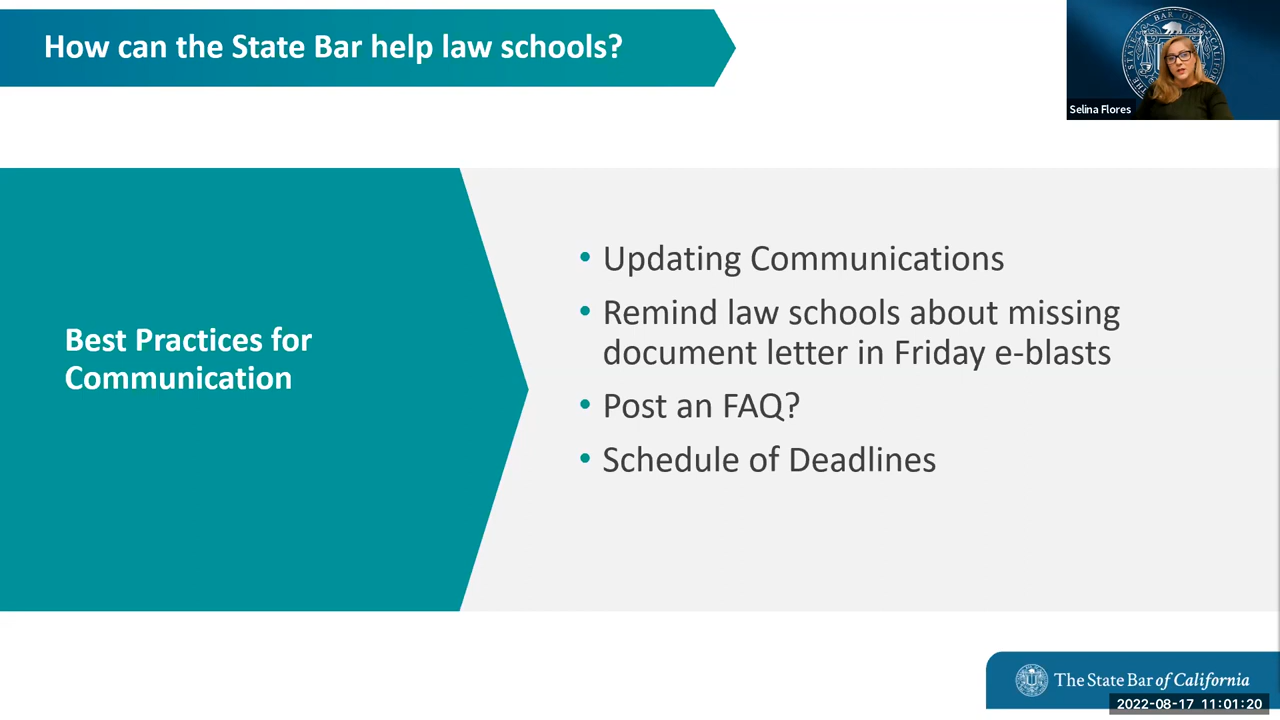 How can the State Bar help law schools?
Selina Flores
Best Practices for
Communication
• Updating Communications
• Remind law schools about missing
document letter in Friday e-blasts
• Post an FAQ?
• Schedule of Deadlines
The State Bar of California
2022-08-17 11:01:20